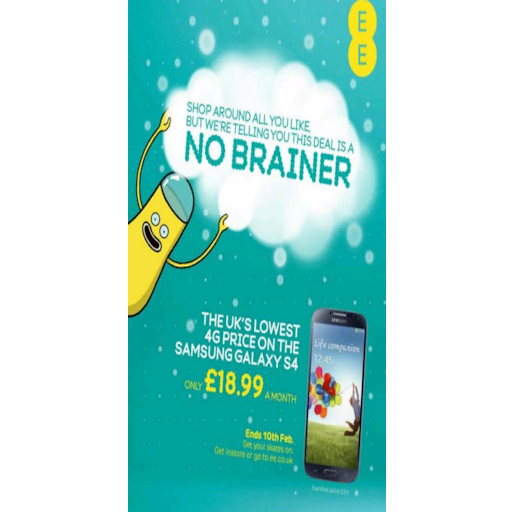 EE
SHOP AROUND ALL YOU LIKE,
BUT WE'RE TELLING YOU THIS DEAL IS A
NO BRAINER
THE UK'S LOWEST
4G PRICE ON THE
SAMSUNG GALAXY S4
ONLY £18.99 A MONTH
Ends 10th Feb.
Get your skates on.
Get instore or go to ee.co.uk
SAMSUNG
Life companion
12:45